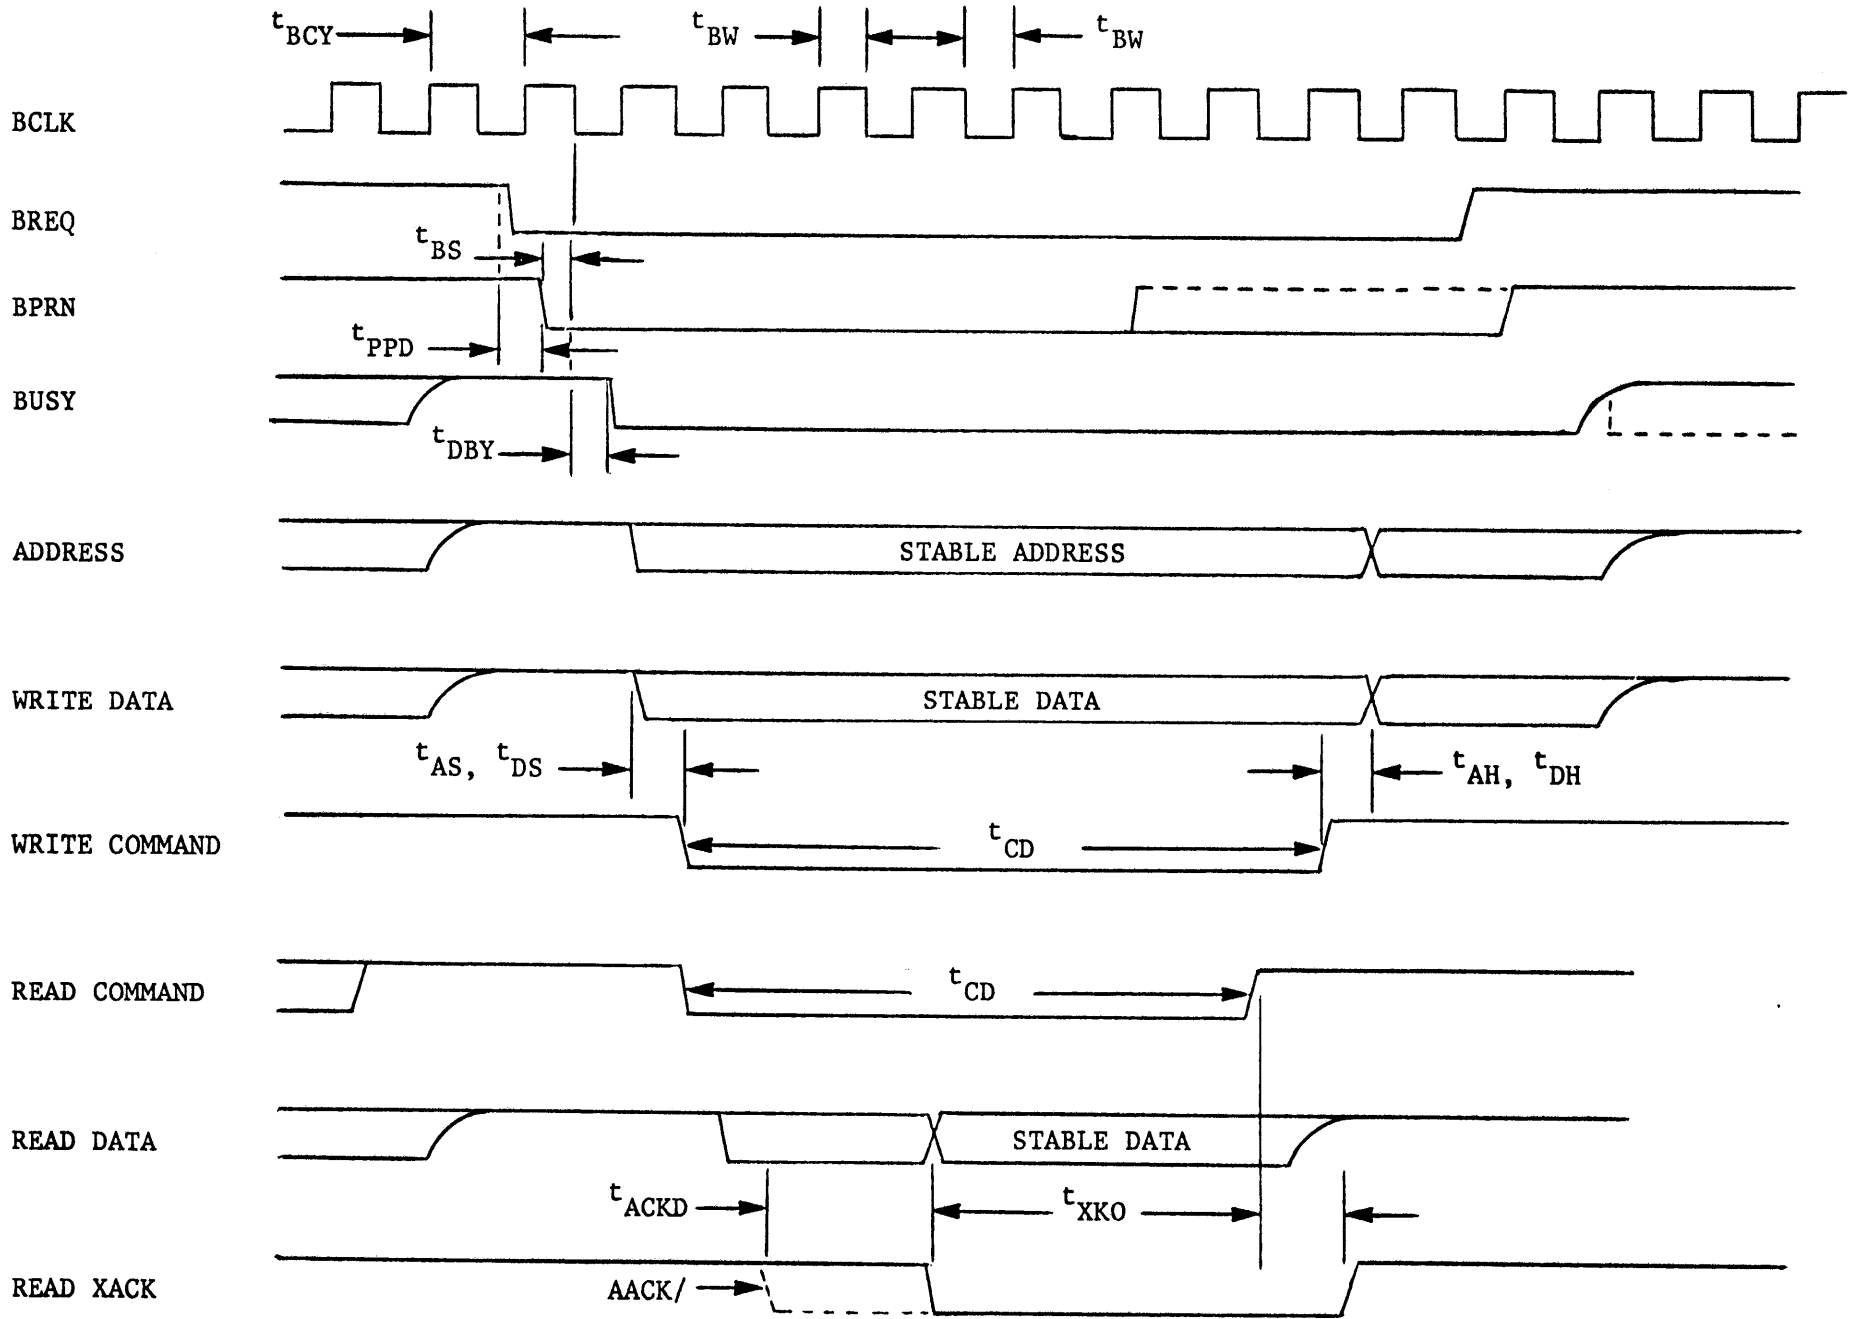 tBCY tBW tBW
BCLK
BREQ
tBS
BPRN
tPPD
BUSY
tDBY
ADDRESS STABLE ADDRESS
WRITE DATA STABLE DATA
tAS, tDS tAH, tDH
WRITE COMMAND tCD
READ COMMAND tCD
READ DATA STABLE DATA
tACKD tXKO
READ XACK AACK/